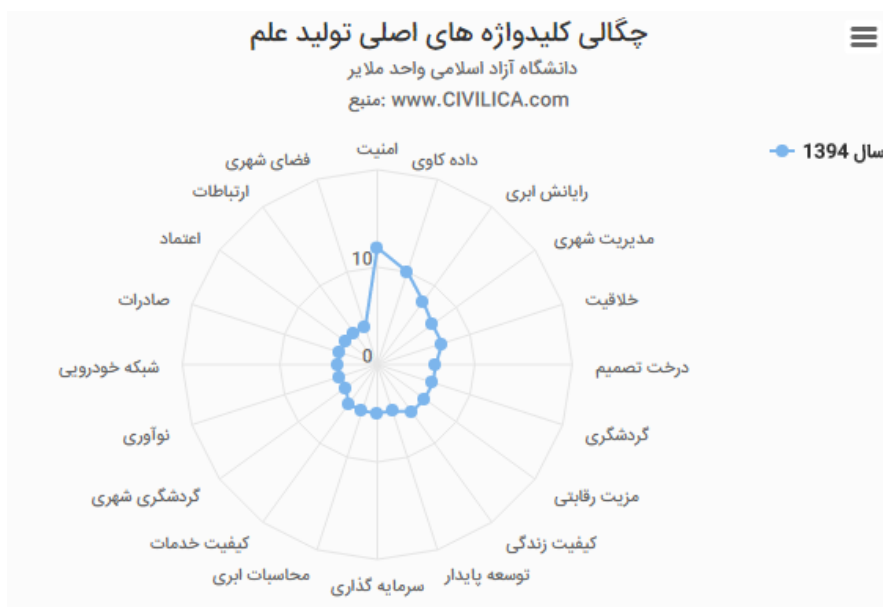 چگالی کلیدواژه های اصلی تولید علم
دانشگاه آزاد اسلامی واحد ملایر
منبع: www.CIVILICA.com
سال 1394
امنیت
داده کاوی
رایانش ابری
مدیریت شهری
خلاقیت
درخت تصمیم
گردشگری
مزیت رقابتی
کیفیت زندگی
توسعه پایدار
سرمایه گذاری
محاسبات ابری
کیفیت خدمات
گردشگری شهری
نوآوری
شبکه خودرویی
صادرات
اعتماد
ارتباطات
فضای شهری
10
0